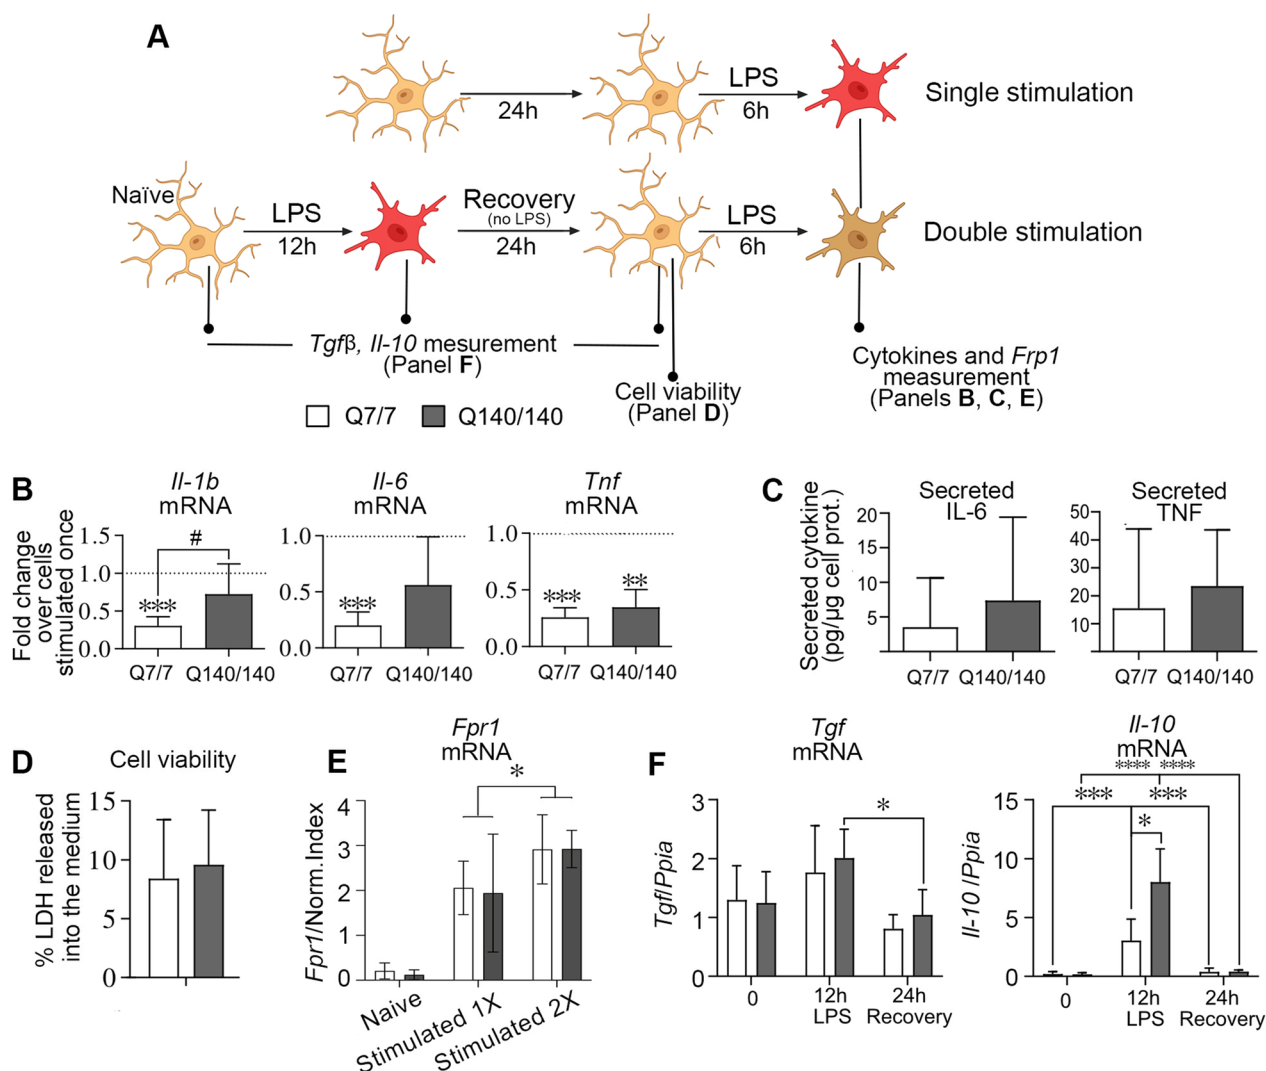 A
LPS
24h
6h
Single stimulation
Naïve
LPS
12h
Recovery
(no LPS)
24h
LPS
6h
Double stimulation
Tgfβ, Il-10 mesurement
(Panel F)
Cell viability
(Panel D)
Cytokines and Frp1
measurement
(Panels B, C, E)
Q7/7
Q140/140
B
Il-1b
mRNA
Fold change
over cells
stimulated once
1.5
1.0
0.5
0.0
#
***
Q7/7
Q140/140
Il-6
mRNA
1.0
0.5
0.0
***
Q7/7
Q140/140
Tnf
mRNA
1.0
0.5
0.0
***
**
Q7/7
Q140/140
C
Secreted cytokine
(pg/µg cell prot.)
Secreted
IL-6
20
15
10
5
Q7/7
Q140/140
Secreted
TNF
50
40
30
20
10
Q7/7
Q140/140
D
Cell viability
% LDH released
into the medium
15
10
5
0
E
Fpr1
mRNA
Fpr1/Norm.Index
4
3
2
1
0
*
Naive
Stimulated 1X
Stimulated 2X
F
Tgf
mRNA
Tgf/Ppia
3
2
1
0
*
0
12h
LPS
24h
Recovery
Il-10
mRNA
Il-10 /Ppia
15
10
5
0
**** ****
*** ***
*
0
12h
LPS
24h
Recovery